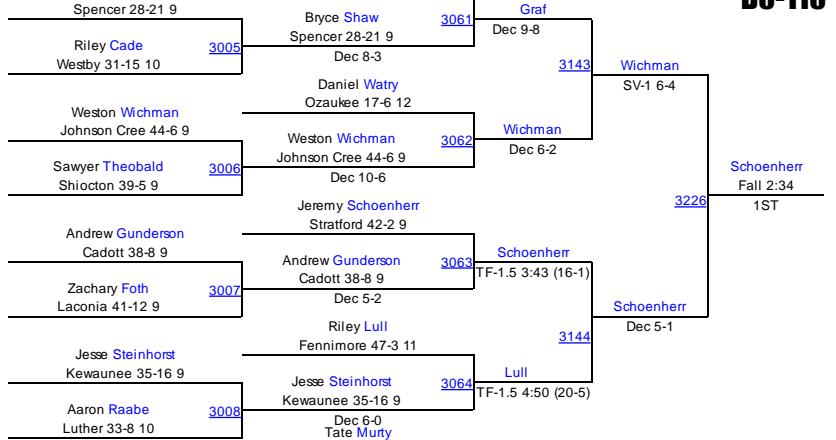 Spencer 28-21 9
Riley Cade
Westby 31-15 10
3005
Weston Wichman
Johnson Cree 44-6 9
Sawyer Theobald
Shiocton 39-5 9
3006
Andrew Gunderson
Cadott 38-8 9
Zachary Foth
Laconia 41-12 9
3007
Jesse Steinhorst
Kewaunee 35-16 9
Aaron Raabe
Luther 33-8 10
3008
Bryce Shaw
Spencer 28-21 9
Dec 8-3
3061
Daniel Watry
Ozaukee 17-6 12
Weston Wichman
Johnson Cree 44-6 9
Dec 10-6
3062
Jeremy Schoenherr
Stratford 42-2 9
Andrew Gunderson
Cadott 38-8 9
Dec 5-2
3063
Riley Lull
Fennimore 47-3 11
Jesse Steinhorst
Kewaunee 35-16 9
Dec 6-0
Tate Murty
3064
Graf
Dec 9-8
Wichman
Dec 6-2
3143
Schoenherr
TF-1.5 3:43 (16-1)
Lull
TF-1.5 4:50 (20-5)
3144
Wichman
SV-1 6-4
Schoenherr
Dec 5-1
3226
Schoenherr
Fall 2:34
1ST